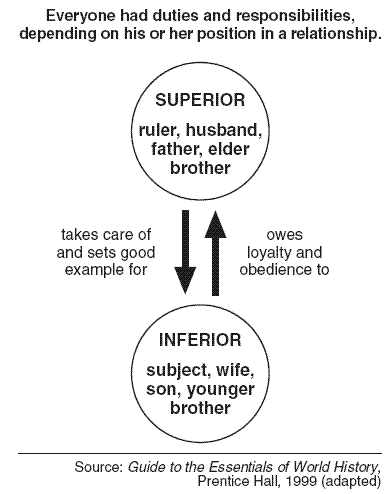 Everyone had duties and responsibilities,
depending on his or her position in a relationship.
SUPERIOR
ruler, husband,
father, elder
brother
takes care of
and sets good
example for
owes
loyalty and
obedience to
INFERIOR
subject, wife,
son, younger
brother
Source: Guide to the Essentials of World History,
Prentice Hall, 1999 (adapted)